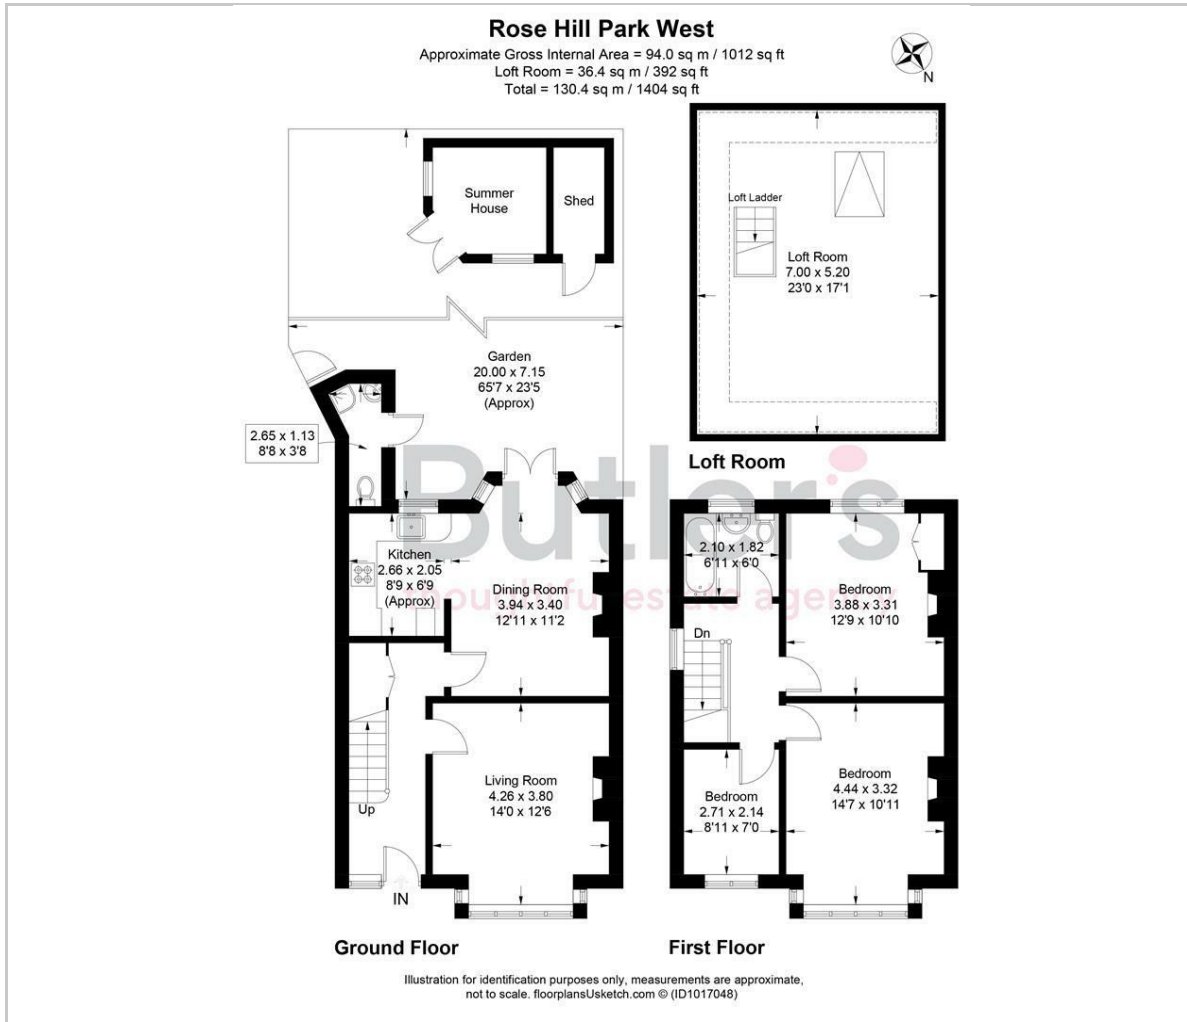 Rose Hill Park West
Approximate Gross Internal Area = 94.0 sq m / 1012 sq ft
Loft Room = 36.4 sq m / 392 sq ft
Total = 130.4 sq m / 1404 sq ft
N
Summer
House
Shed
Loft Ladder
Loft Room
7.00 x 5.20
23'0 x 17'1
Garden
20.00 x 7.15
65'7 x 23'5
(Approx)
2.65 x 1.13
8'8 x 3'8
Loft Room
Butler's
thoughtful estate agency
Kitchen
2.66 x 2.05
8'9 x 6'9
(Approx)
Dining Room
3.94 x 3.40
12'11 x 11'2
2.10 x 1.82
6'11 x 6'0
Bedroom
3.88 x 3.31
12'9 x 10'10
Dn
Living Room
4.26 x 3.80
14'0 x 12'6
Up
Bedroom
2.71 x 2.14
8'11 x 7'0
Bedroom
4.44 x 3.32
14'7 x 10'11
IN
Ground Floor
First Floor
Illustration for identification purposes only, measurements are approximate,
not to scale. floorplansUsketch.com © (ID1017048)